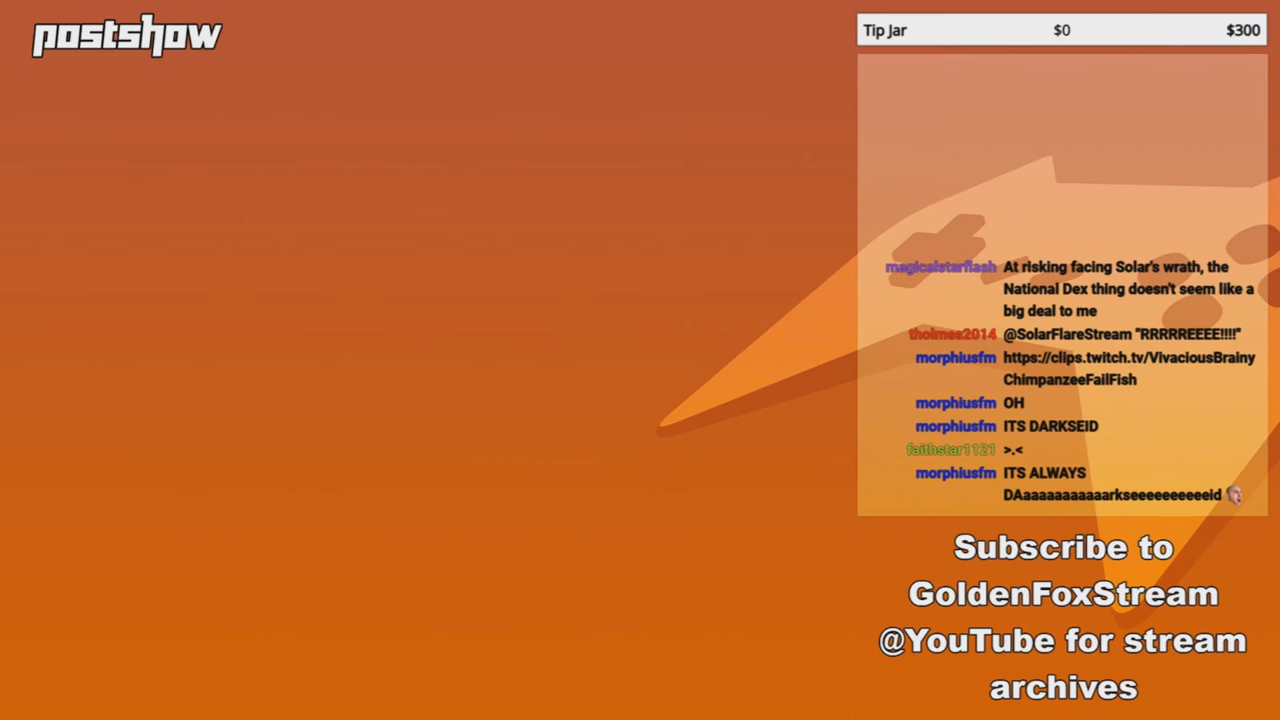 postshow
Tip Jar $0 $300
magicalstarflash At risking facing Solar's wrath, the
National Dex thing doesn't seem like a
big deal to me
tholmes2014 @SolarFlareStream "RRRRREEEE!!!!"
morphiusfm https://clips.twitch.tv/VivaciousBrainy
ChimpanzeeFailFish
morphiusfm OH
morphiusfm ITS DARKSEID
faithstar1121 >.<
morphiusfm ITS ALWAYS
DAaaaaaaaaaaarkseeeeeeeeeeid
Subscribe to
GoldenFoxStream
@YouTube for stream
archives